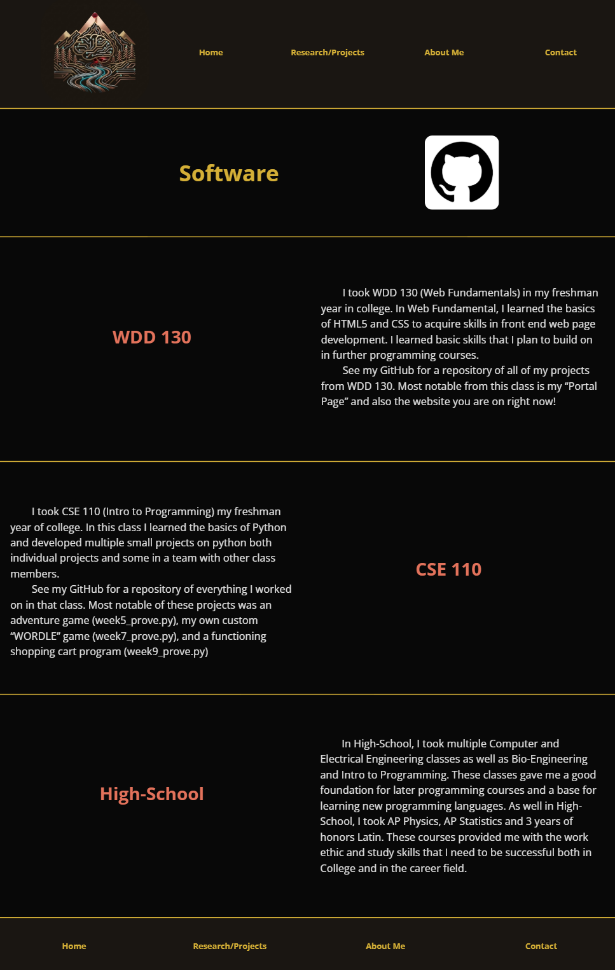 Home Research/Projects About Me Contact
Software
WDD 130
I took WDD 130 (Web Fundamentals) in my freshman
year in college. In Web Fundamental, I learned the basics
of HTML5 and CSS to acquire skills in front end web page
development. I learned basic skills that I plan to build on
in further programming courses.
See my GitHub for a repository of all of my projects
from WDD 130. Most notable from this class is my "Portal
Page" and also the website you are on right now!
I took CSE 110 (Intro to Programming) my freshman
year of college. In this class I learned the basics of Python
and developed multiple small projects on python both
individual projects and some in a team with other class
members.
See my GitHub for a repository of everything I worked
on in that class. Most notable of these projects was an
adventure game (week5_prove.py), my own custom
"WORDLE" game (week7_prove.py), and a functioning
shopping cart program (week9_prove.py)
CSE 110
High-School
In High-School, I took multiple Computer and
Electrical Engineering classes as well as Bio-Engineering
and Intro to Programming. These classes gave me a good
foundation for later programming courses and a base for
learning new programming languages. As well in High-
School, I took AP Physics, AP Statistics and 3 years of
honors Latin. These courses provided me with the work
ethic and study skills that I need to be successful both in
College and in the career field.
Home Research/Projects About Me Contact